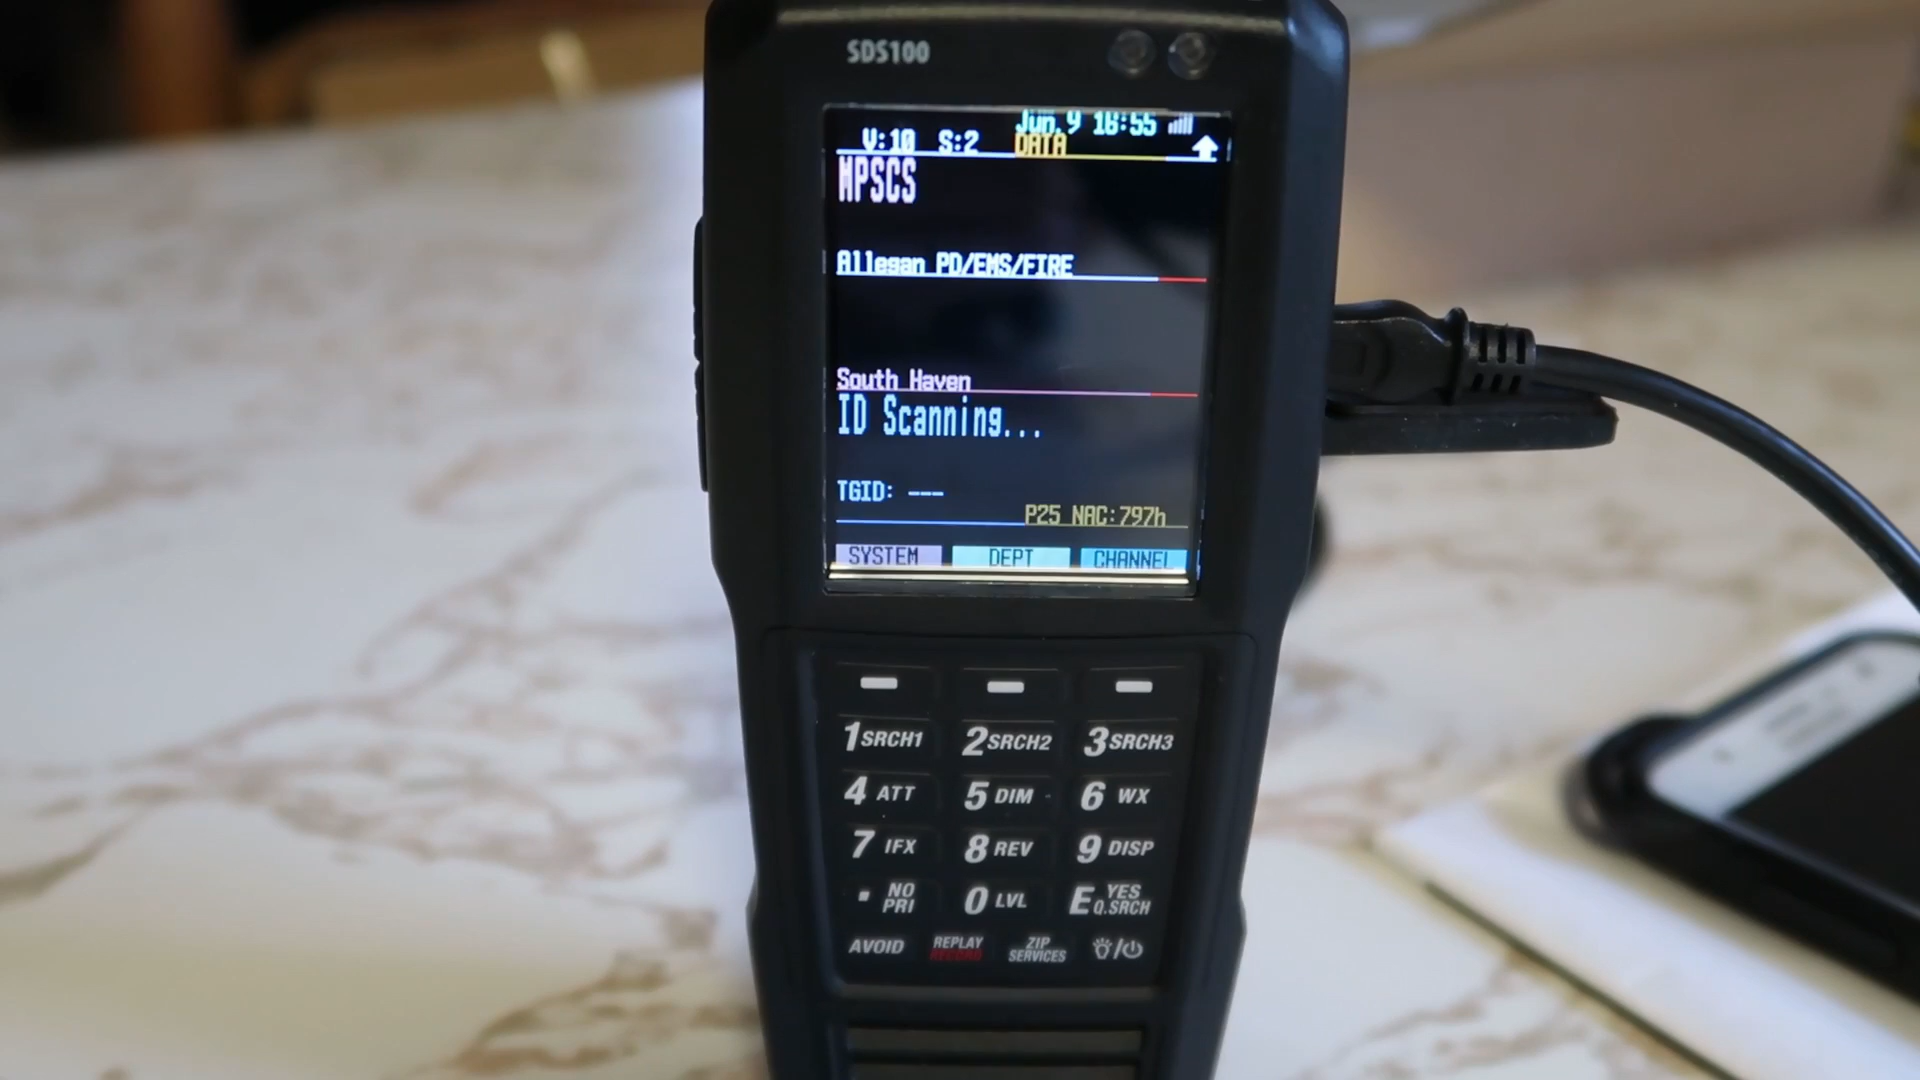 SDS100
Jun. 9 16:55
V:10 S:2 DATA
MPSCS
Allegan PD/EMS/FIRE
South Haven
ID Scanning...
TGID: ---
P25 NAC:797h
SYSTEM DEPT CHANNEL
1 SRCH1 2 SRCH2 3 SRCH3
4 ATT 5 DIM 6 WX
7 IFX 8 REV 9 DISP
. NO PRI 0 LVL E YES Q.SRCH
AVOID REPLAY RECORD ZIP SERVICES